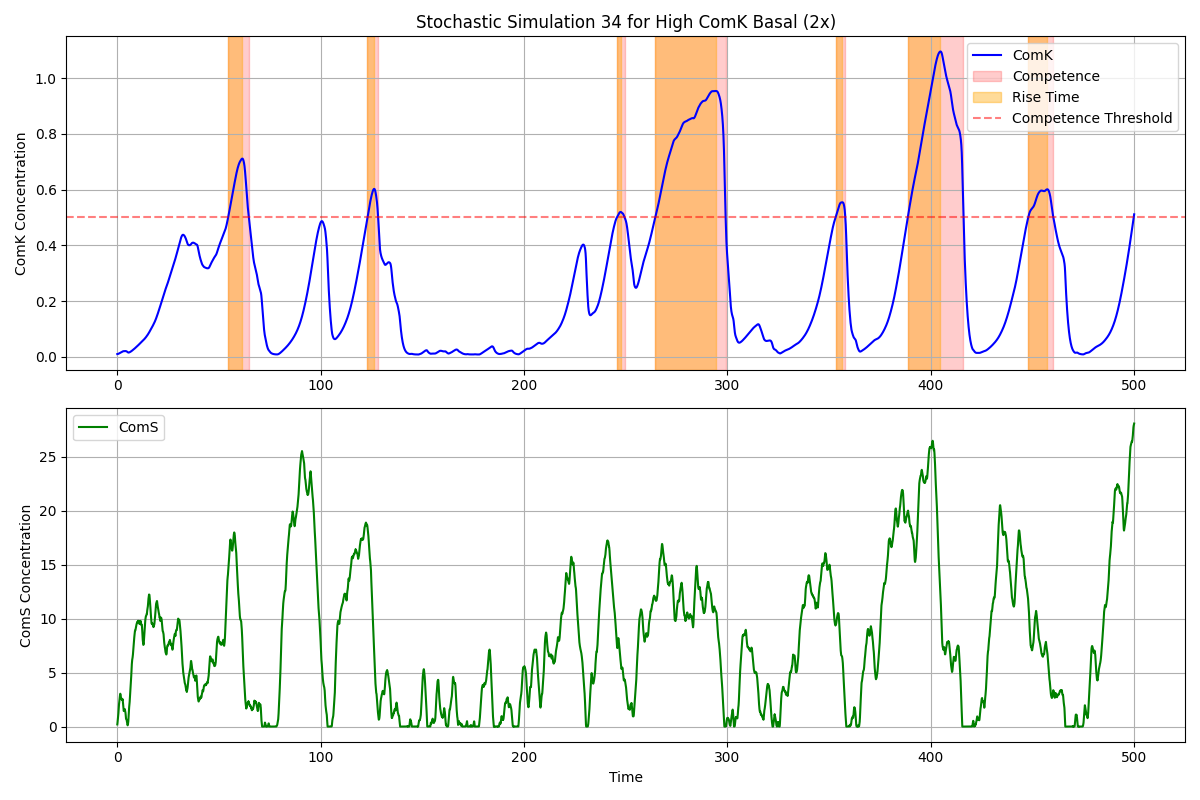 Stochastic Simulation 34 for High ComK Basal (2x)
ComK Concentration
1.0
0.8
0.6
0.4
0.2
0.0
ComK
Competence
Rise Time
Competence Threshold
0 100 200 300 400 500
ComS Concentration
25
20
15
10
5
0
ComS
0 100 200 300 400 500
Time